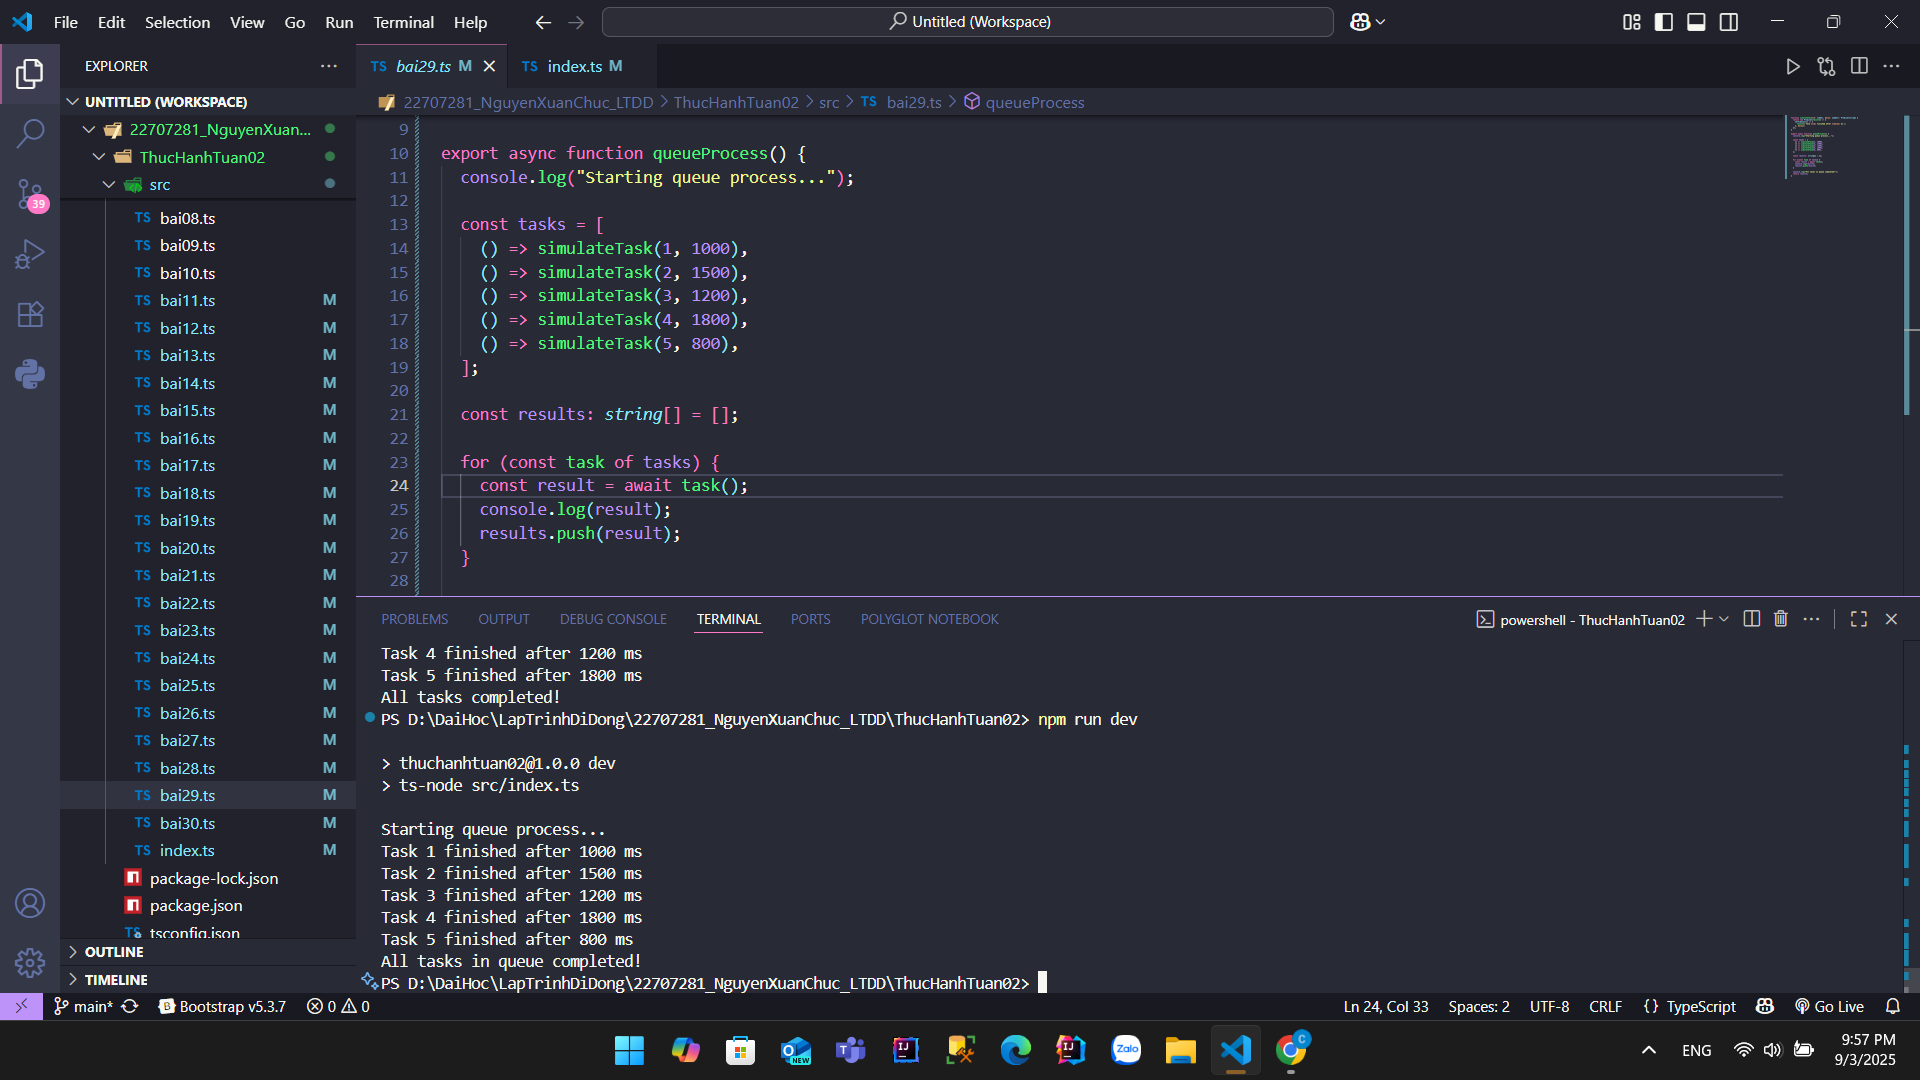 File Edit Selection View Go Run Terminal Help
Untitled (Workspace)
EXPLORER
UNTITLED (WORKSPACE)
22707281_NguyenXuan...
ThucHanhTuan02
src
TS bai08.ts
TS bai09.ts
TS bai10.ts
TS bai11.ts M
TS bai12.ts M
TS bai13.ts M
TS bai14.ts M
TS bai15.ts M
TS bai16.ts M
TS bai17.ts M
TS bai18.ts M
TS bai19.ts M
TS bai20.ts M
TS bai21.ts M
TS bai22.ts M
TS bai23.ts M
TS bai24.ts M
TS bai25.ts M
TS bai26.ts M
TS bai27.ts M
TS bai28.ts M
TS bai29.ts M
TS bai30.ts M
TS index.ts M
package-lock.json
package.json
tsconfig.json
OUTLINE
TIMELINE
39
TS bai29.ts M
TS index.ts M
22707281_NguyenXuanChuc_LTDD > ThucHanhTuan02 > src > TS bai29.ts > queueProcess
9
10 export async function queueProcess() {
11 console.log("Starting queue process...");
12
13 const tasks = [
14 () => simulateTask(1, 1000),
15 () => simulateTask(2, 1500),
16 () => simulateTask(3, 1200),
17 () => simulateTask(4, 1800),
18 () => simulateTask(5, 800),
19 ];
20
21 const results: string[] = [];
22
23 for (const task of tasks) {
24 const result = await task();
25 console.log(result);
26 results.push(result);
27 }
28
PROBLEMS OUTPUT DEBUG CONSOLE TERMINAL PORTS POLYGLOT NOTEBOOK
powershell - ThucHanhTuan02
Task 4 finished after 1200 ms
Task 5 finished after 1800 ms
All tasks completed!
PS D:\DaiHoc\LapTrinhDiDong\22707281_NguyenXuanChuc_LTDD\ThucHanhTuan02> npm run dev
> thuchanhtuan02@1.0.0 dev
> ts-node src/index.ts
Starting queue process...
Task 1 finished after 1000 ms
Task 2 finished after 1500 ms
Task 3 finished after 1200 ms
Task 4 finished after 1800 ms
Task 5 finished after 800 ms
All tasks in queue completed!
PS D:\DaiHoc\LapTrinhDiDong\22707281_NguyenXuanChuc_LTDD\ThucHanhTuan02>
main* Bootstrap v5.3.7 0 0
Ln 24, Col 33 Spaces: 2 UTF-8 CRLF {} TypeScript Go Live
NEW
IJ
IJ
Zalo
C
ENG
9:57 PM
9/3/2025